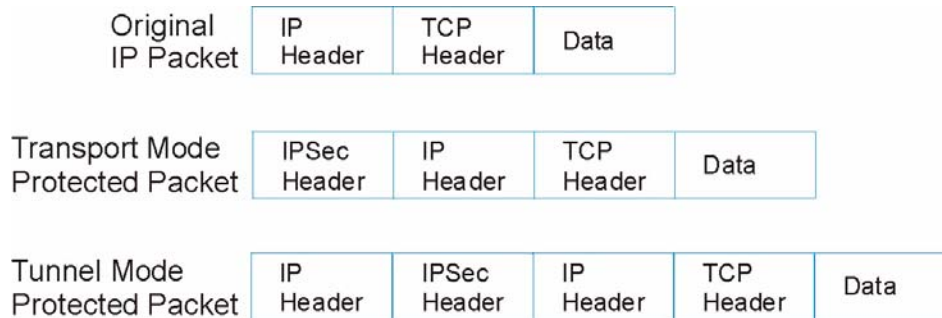 Original
IP Packet
IP
Header
TCP
Header
Data
Transport Mode
Protected Packet
IPSec
Header
IP
Header
TCP
Header
Data
Tunnel Mode
Protected Packet
IP
Header
IPSec
Header
IP
Header
TCP
Header
Data